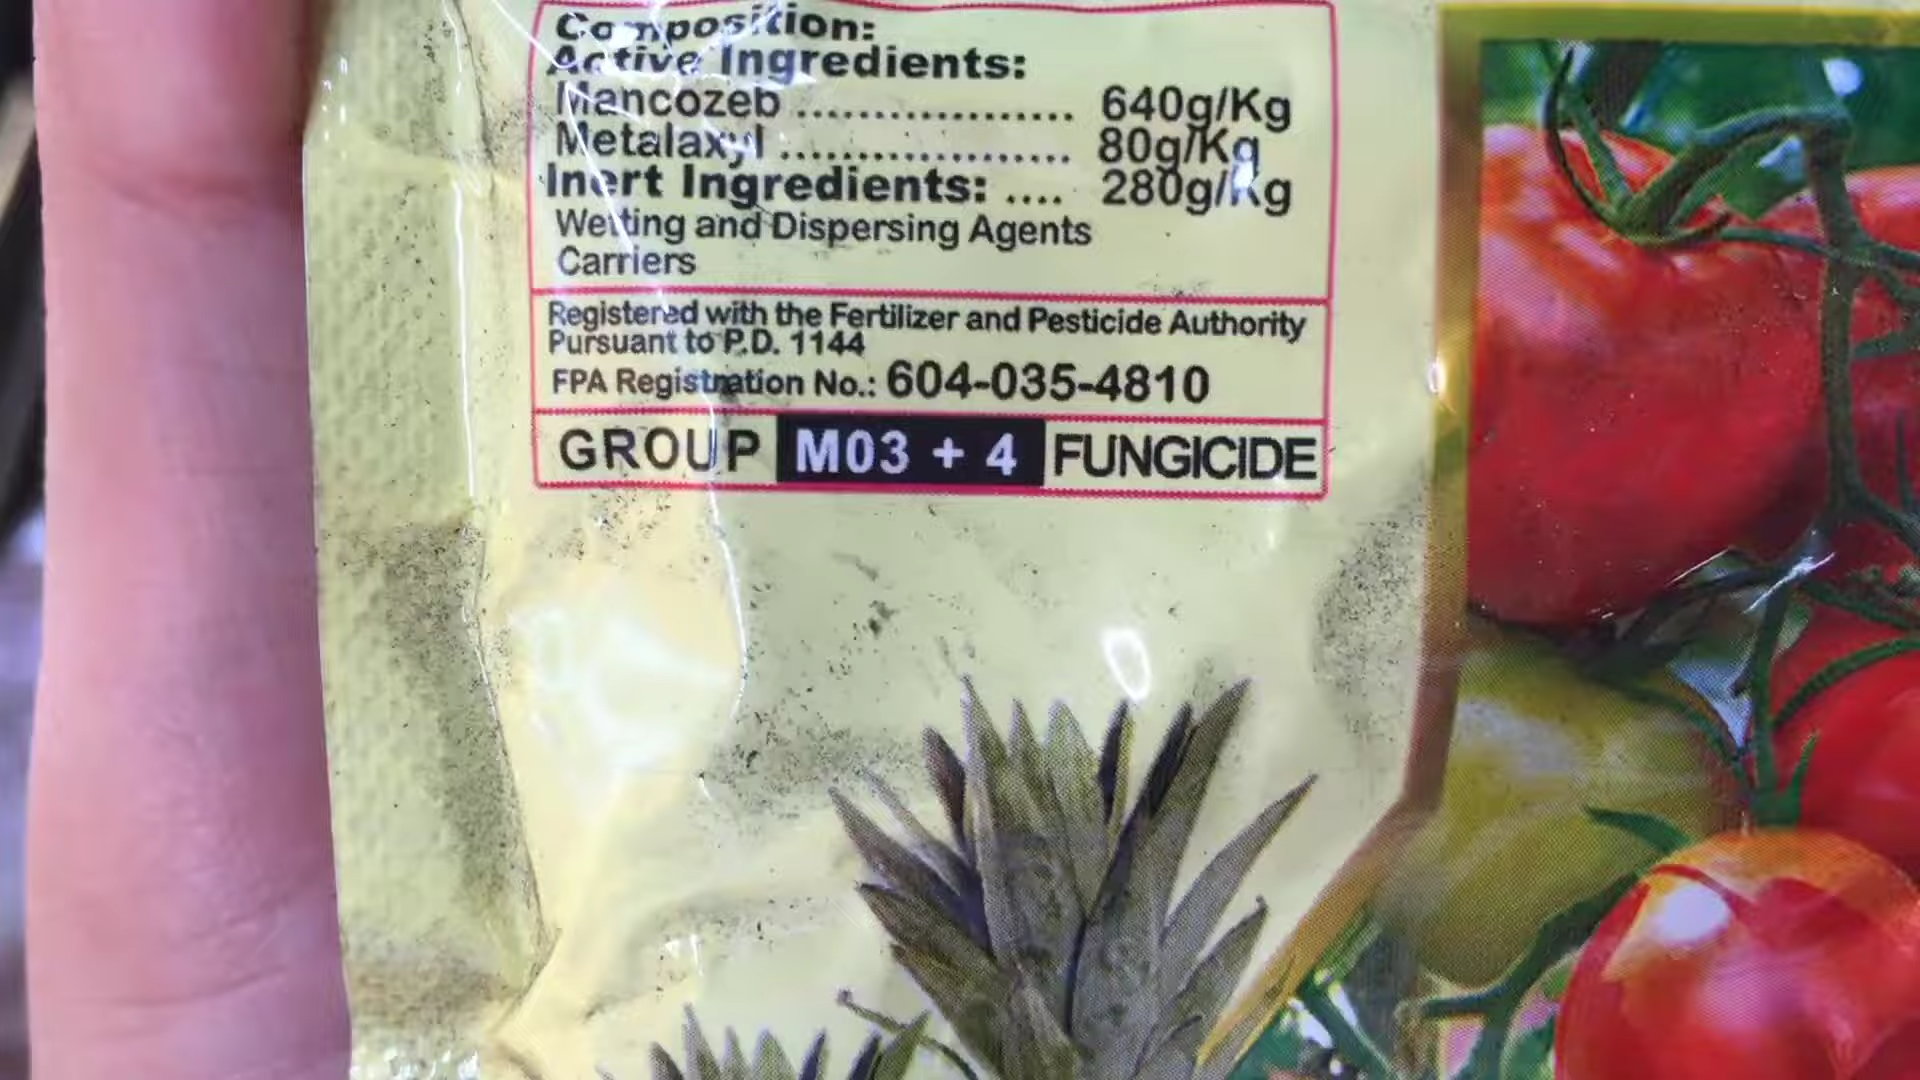 Composition:
Active Ingredients:
Mancozeb .................. 640g/Kg
Metalaxyl ................... 80g/Kg
Inert Ingredients: .... 280g/Kg
Wetting and Dispersing Agents
Carriers
Registered with the Fertilizer and Pesticide Authority
Pursuant to P.D. 1144
FPA Registration No.: 604-035-4810
GROUP M03 + 4 FUNGICIDE